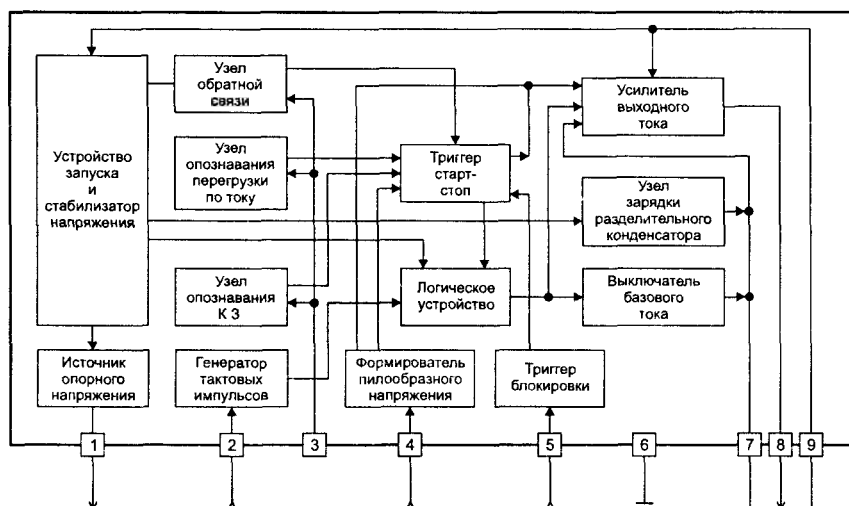 Устройство
запуска
и
стабилизатор
напряжения
Узел
обратной
связи
Узел
опознавания
перегрузки
по току
Узел
опознавания
К З
Триггер
старт-
стоп
Логическое
устройство
Усилитель
выходного
тока
Узел
зарядки
разделительного
конденсатора
Выключатель
базового
тока
Источник
опорного
напряжения
Генератор
тактовых
импульсов
Формирователь
пилообразного
напряжения
Триггер
блокировки
1 2 3 4 5 6 7 8 9